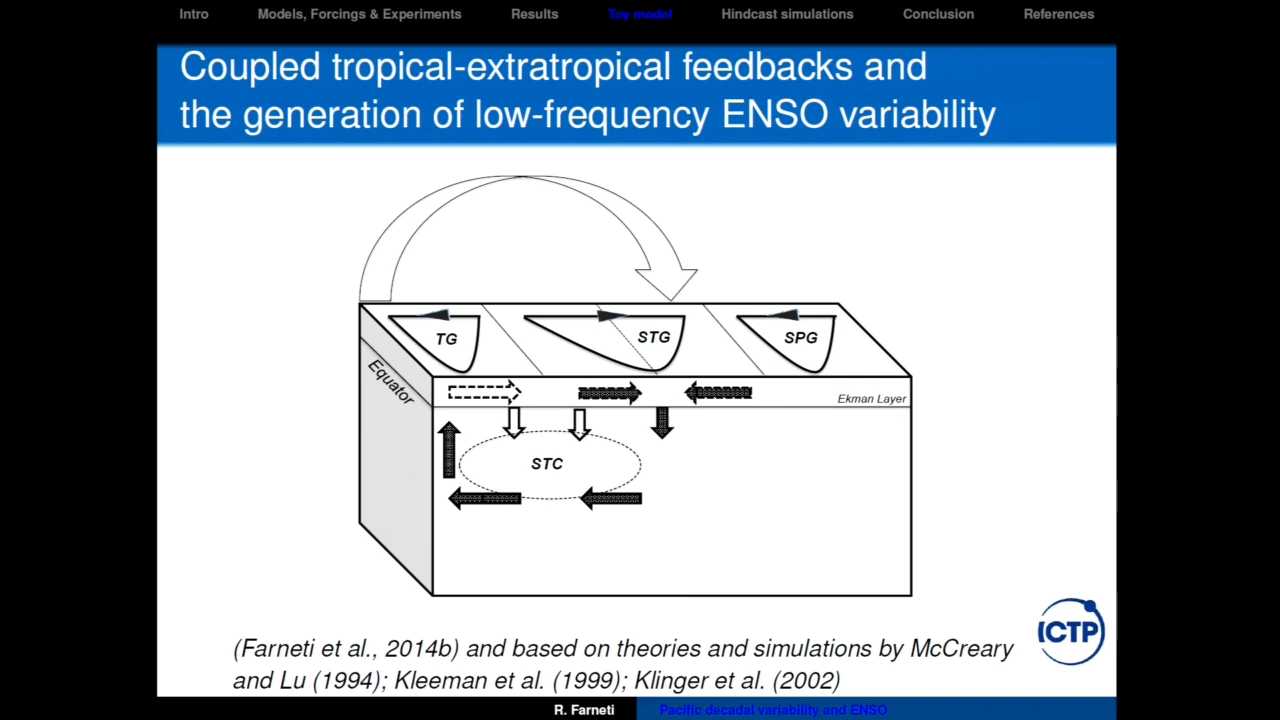 Intro Models, Forcings & Experiments Results Toy model Hindcast simulations Conclusion References
Coupled tropical-extratropical feedbacks and
the generation of low-frequency ENSO variability
TG STG SPG
Equator
Ekman Layer
STC
ICTP
(Farneti et al., 2014b) and based on theories and simulations by McCreary
and Lu (1994); Kleeman et al. (1999); Klinger et al. (2002)
R. Farneti Pacific decadal variability and ENSO